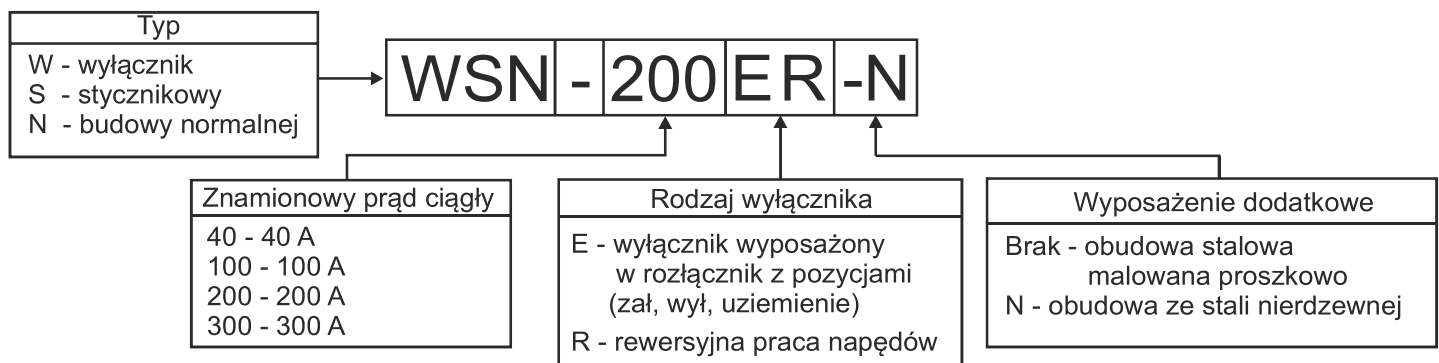 Typ
W - wyłącznik
S - stycznikowy
N - budowy normalnej
WSN - 200 ER -N
Znamionowy prąd ciągły
40 - 40 A
100 - 100 A
200 - 200 A
300 - 300 A
Rodzaj wyłącznika
E - wyłącznik wyposażony
w rozłącznik z pozycjami
(zał, wył, uziemienie)
R - rewersyjna praca napędów
Wyposażenie dodatkowe
Brak - obudowa stalowa
malowana proszkowo
N - obudowa ze stali nierdzewnej